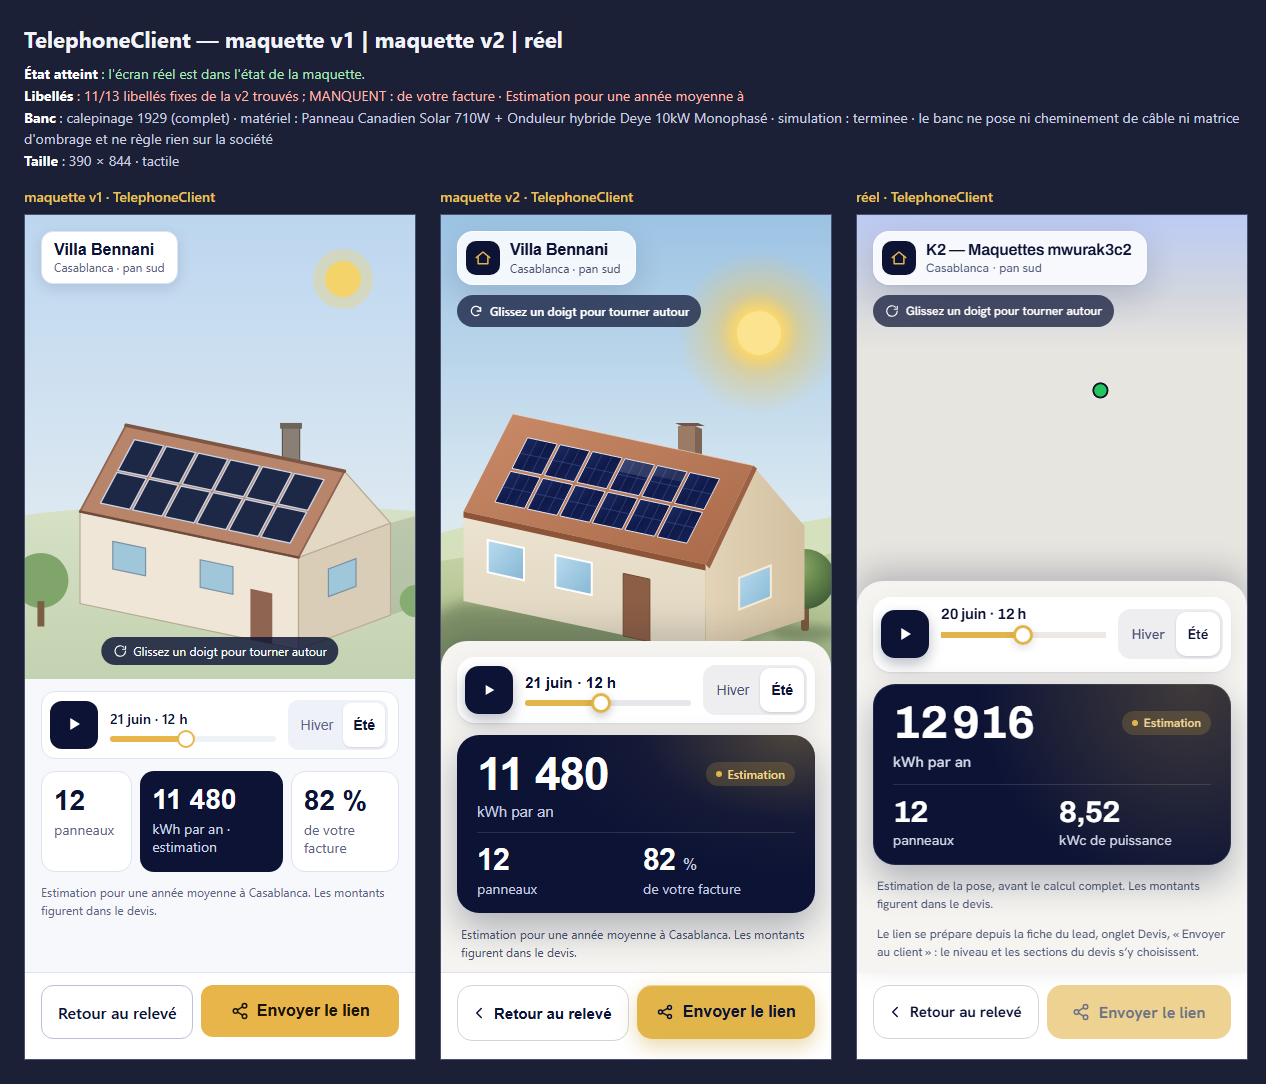 TelephoneClient — maquette v1 | maquette v2 | réel
État atteint : l'écran réel est dans l'état de la maquette.
Libellés : 11/13 libellés fixes de la v2 trouvés ; MANQUENT : de votre facture · Estimation pour une année moyenne à
Banc : calepinage 1929 (complet) · matériel : Panneau Canadien Solar 710W + Onduleur hybride Deye 10kW Monophasé · simulation : terminee · le banc ne pose ni cheminement de câble ni matrice
d'ombrage et ne règle rien sur la société
Taille : 390 × 844 · tactile
maquette v1 · TelephoneClient
Villa Bennani
Casablanca · pan sud
Glissez un doigt pour tourner autour
21 juin · 12 h
Hiver
Été
12
panneaux
11 480
kWh par an ·
estimation
82 %
de votre
facture
Estimation pour une année moyenne à Casablanca. Les montants
figurent dans le devis.
Retour au relevé
Envoyer le lien
maquette v2 · TelephoneClient
Villa Bennani
Casablanca · pan sud
Glissez un doigt pour tourner autour
21 juin · 12 h
Hiver
Été
11 480
Estimation
kWh par an
12
panneaux
82 %
de votre facture
Estimation pour une année moyenne à Casablanca. Les montants
figurent dans le devis.
Retour au relevé
Envoyer le lien
réel · TelephoneClient
K2 — Maquettes mwurak3c2
Casablanca · pan sud
Glissez un doigt pour tourner autour
20 juin · 12 h
Hiver
Été
12 916
Estimation
kWh par an
12
panneaux
8,52
kWc de puissance
Estimation de la pose, avant le calcul complet. Les montants
figurent dans le devis.
Le lien se prépare depuis la fiche du lead, onglet Devis, « Envoyer
au client » : le niveau et les sections du devis s'y choisissent.
Retour au relevé
Envoyer le lien